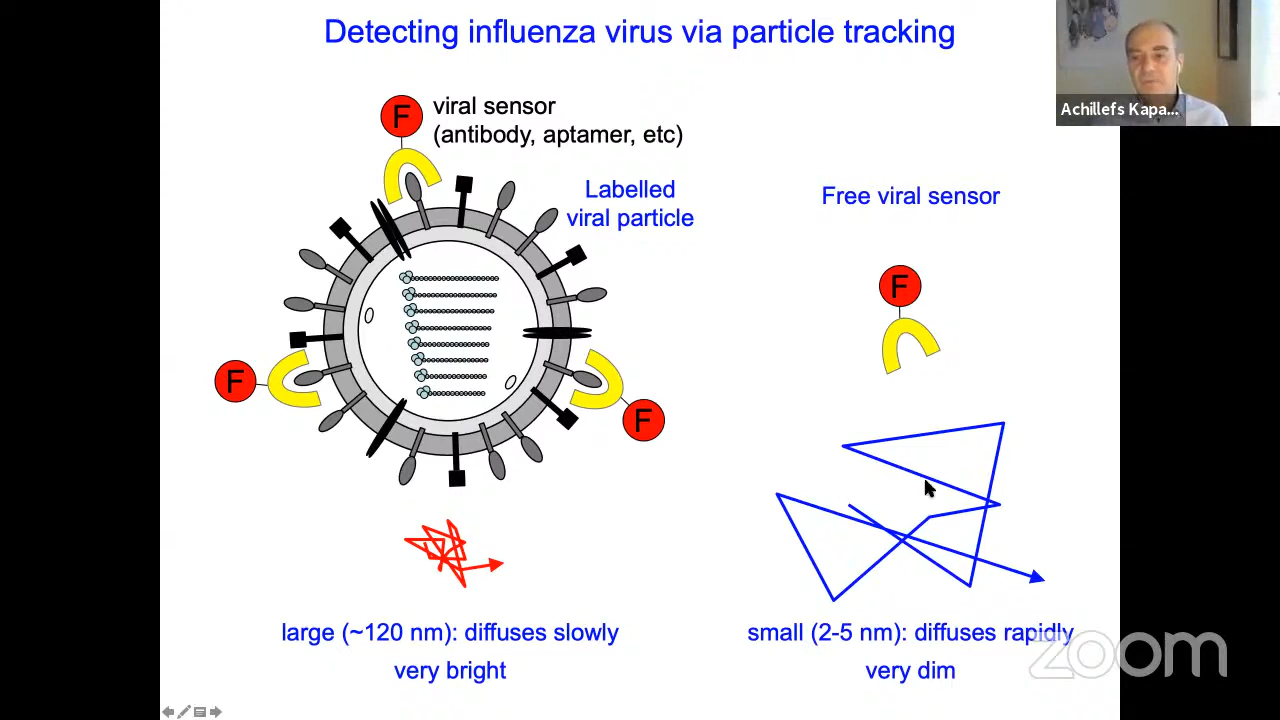 Detecting influenza virus via particle tracking
Achillefs Kapa...
F
viral sensor
(antibody, aptamer, etc)
Labelled
viral particle
Free viral sensor
F
F
F
large (~120 nm): diffuses slowly
very bright
small (2-5 nm): diffuses rapidly
very dim
zoom